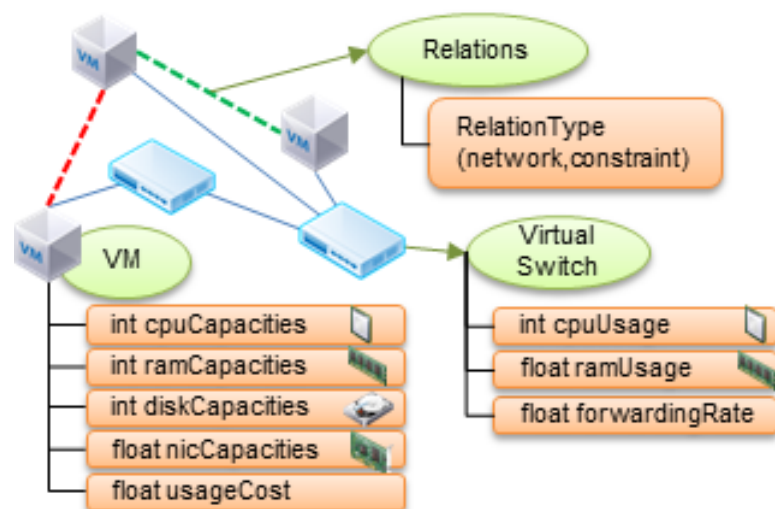 VM
Relations
VM
RelationType
(network,constraint)
VM
VM
Virtual
Switch
int cpuCapacities
int ramCapacities
int diskCapacities
float nicCapacities
float usageCost
int cpuUsage
float ramUsage
float forwardingRate